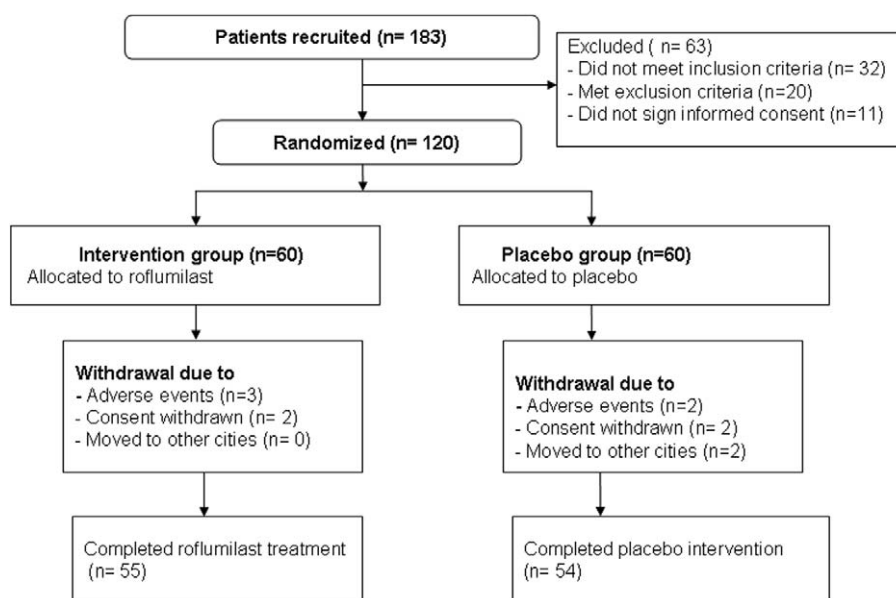 Patients recruited (n= 183)
Excluded ( n= 63)
- Did not meet inclusion criteria (n= 32)
- Met exclusion criteria (n=20)
- Did not sign informed consent (n=11)
Randomized (n= 120)
Intervention group (n=60)
Allocated to roflumilast
Placebo group (n=60)
Allocated to placebo
Withdrawal due to
- Adverse events (n=3)
- Consent withdrawn (n= 2)
- Moved to other cities (n= 0)
Withdrawal due to
- Adverse events (n=2)
- Consent withdrawn (n= 2)
- Moved to other cities (n=2)
Completed roflumilast treatment
(n= 55)
Completed placebo intervention
(n= 54)